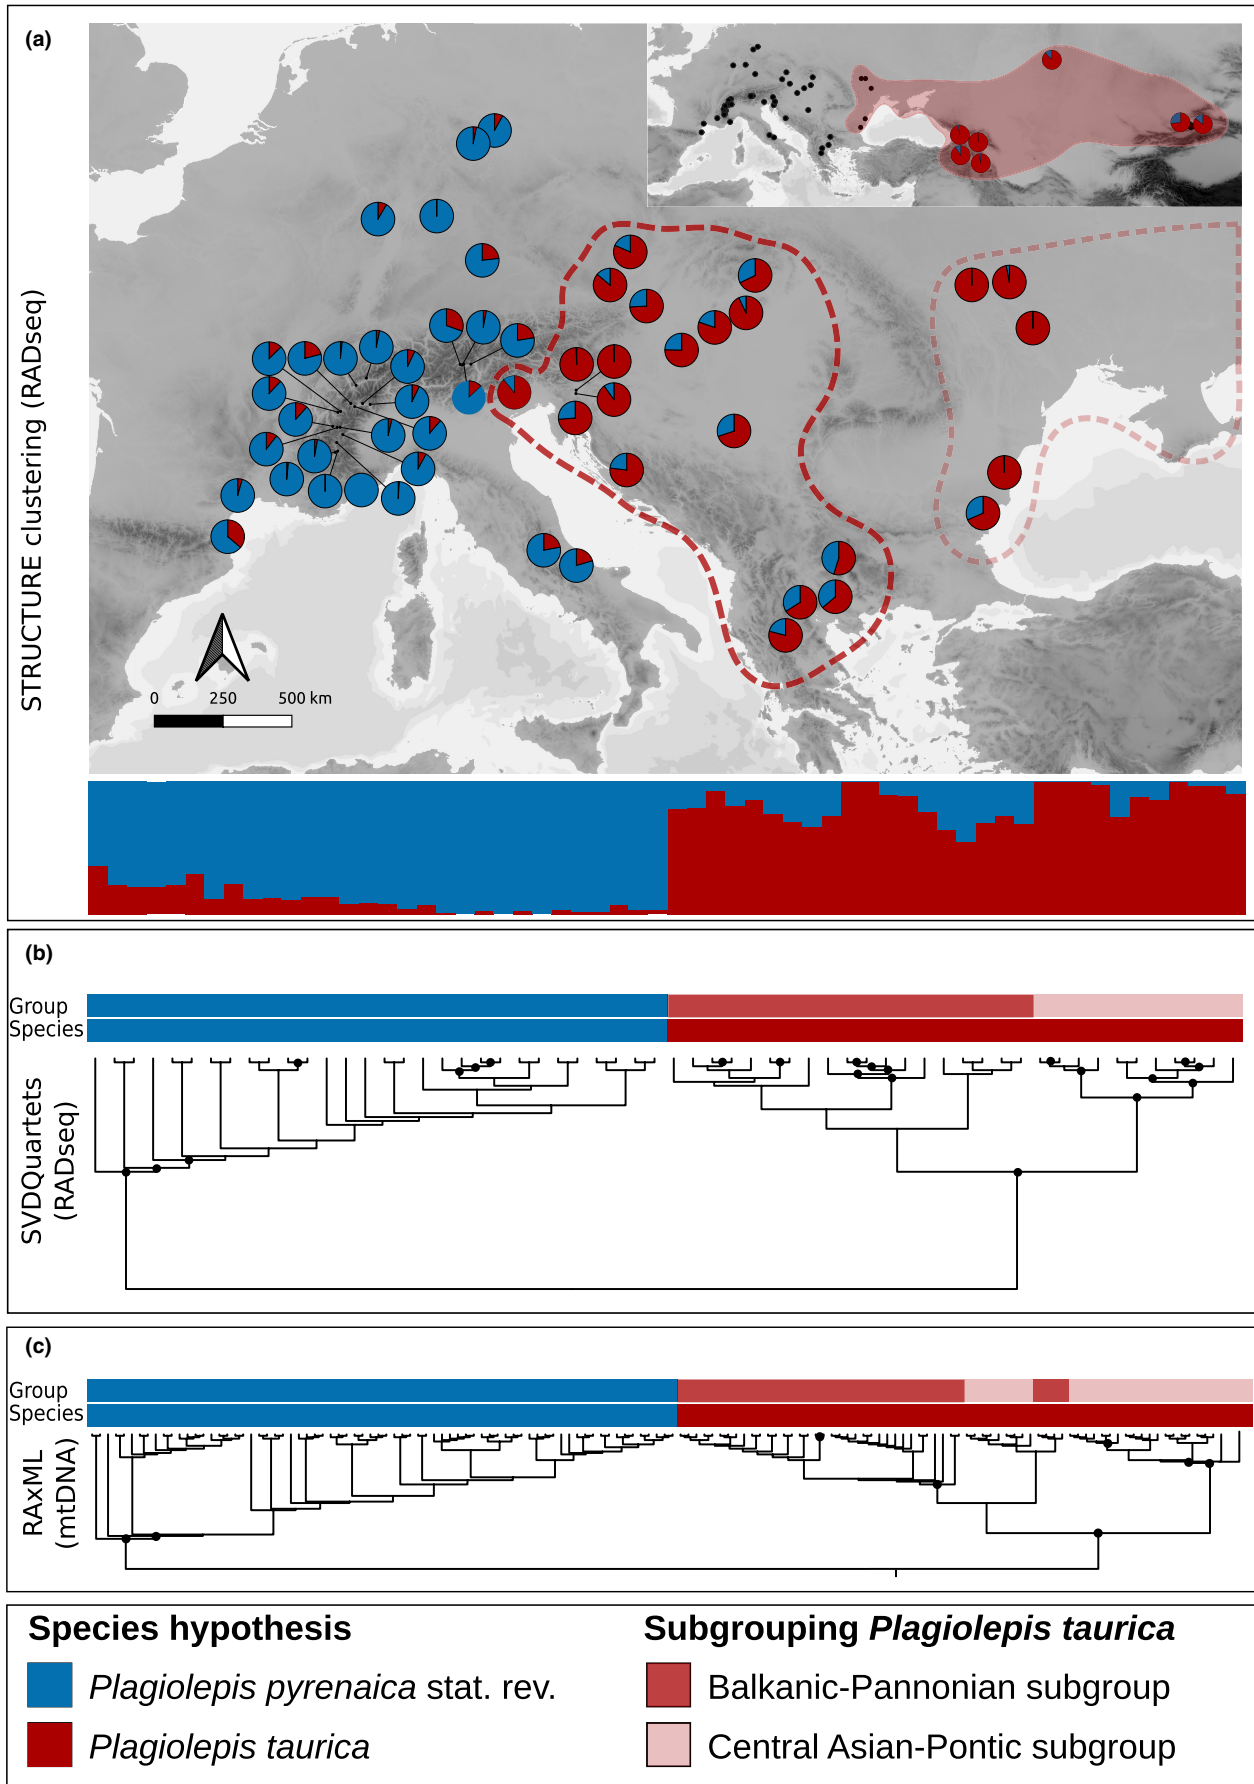 (a)
STRUCTURE clustering (RADseq)
0 250 500 km
(b)
Group
Species
SVDQuartets
(RADseq)
(c)
Group
Species
RAxML
(mtDNA)
Species hypothesis
Plagiolepis pyrenaica stat. rev.
Plagiolepis taurica
Subgrouping Plagiolepis taurica
Balkanic-Pannonian subgroup
Central Asian-Pontic subgroup